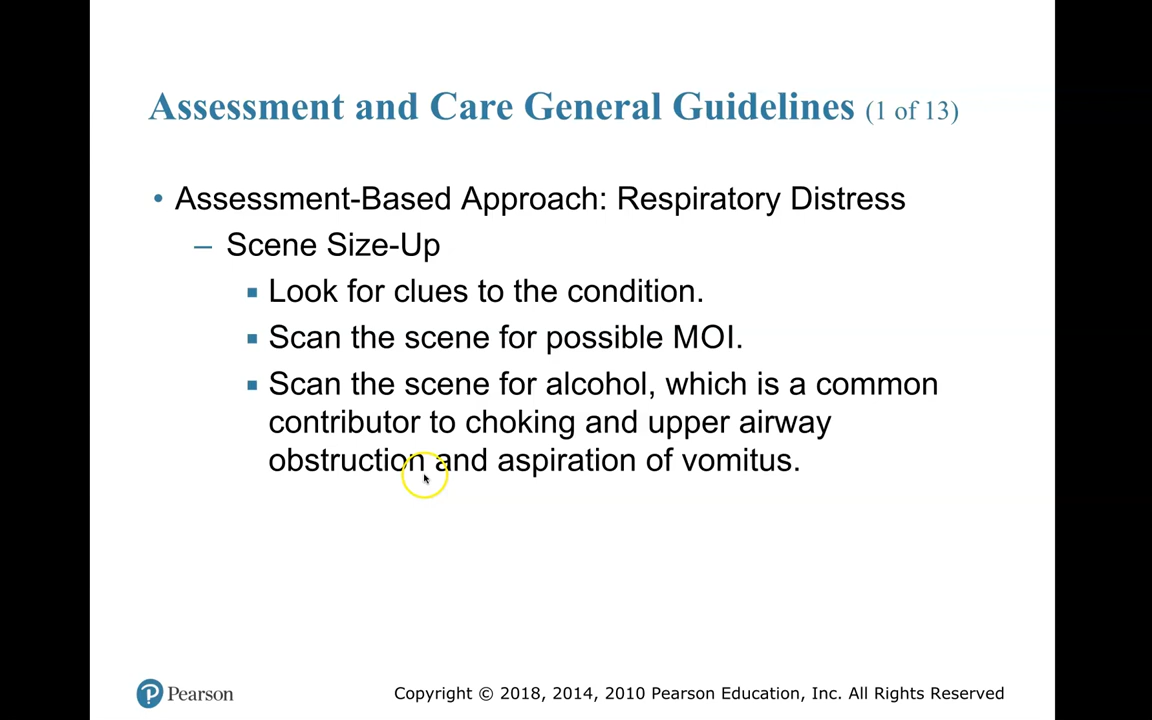 Assessment and Care General Guidelines (1 of 13)
• Assessment-Based Approach: Respiratory Distress
– Scene Size-Up
▪ Look for clues to the condition.
▪ Scan the scene for possible MOI.
▪ Scan the scene for alcohol, which is a common
contributor to choking and upper airway
obstruction and aspiration of vomitus.
Pearson
Copyright © 2018, 2014, 2010 Pearson Education, Inc. All Rights Reserved